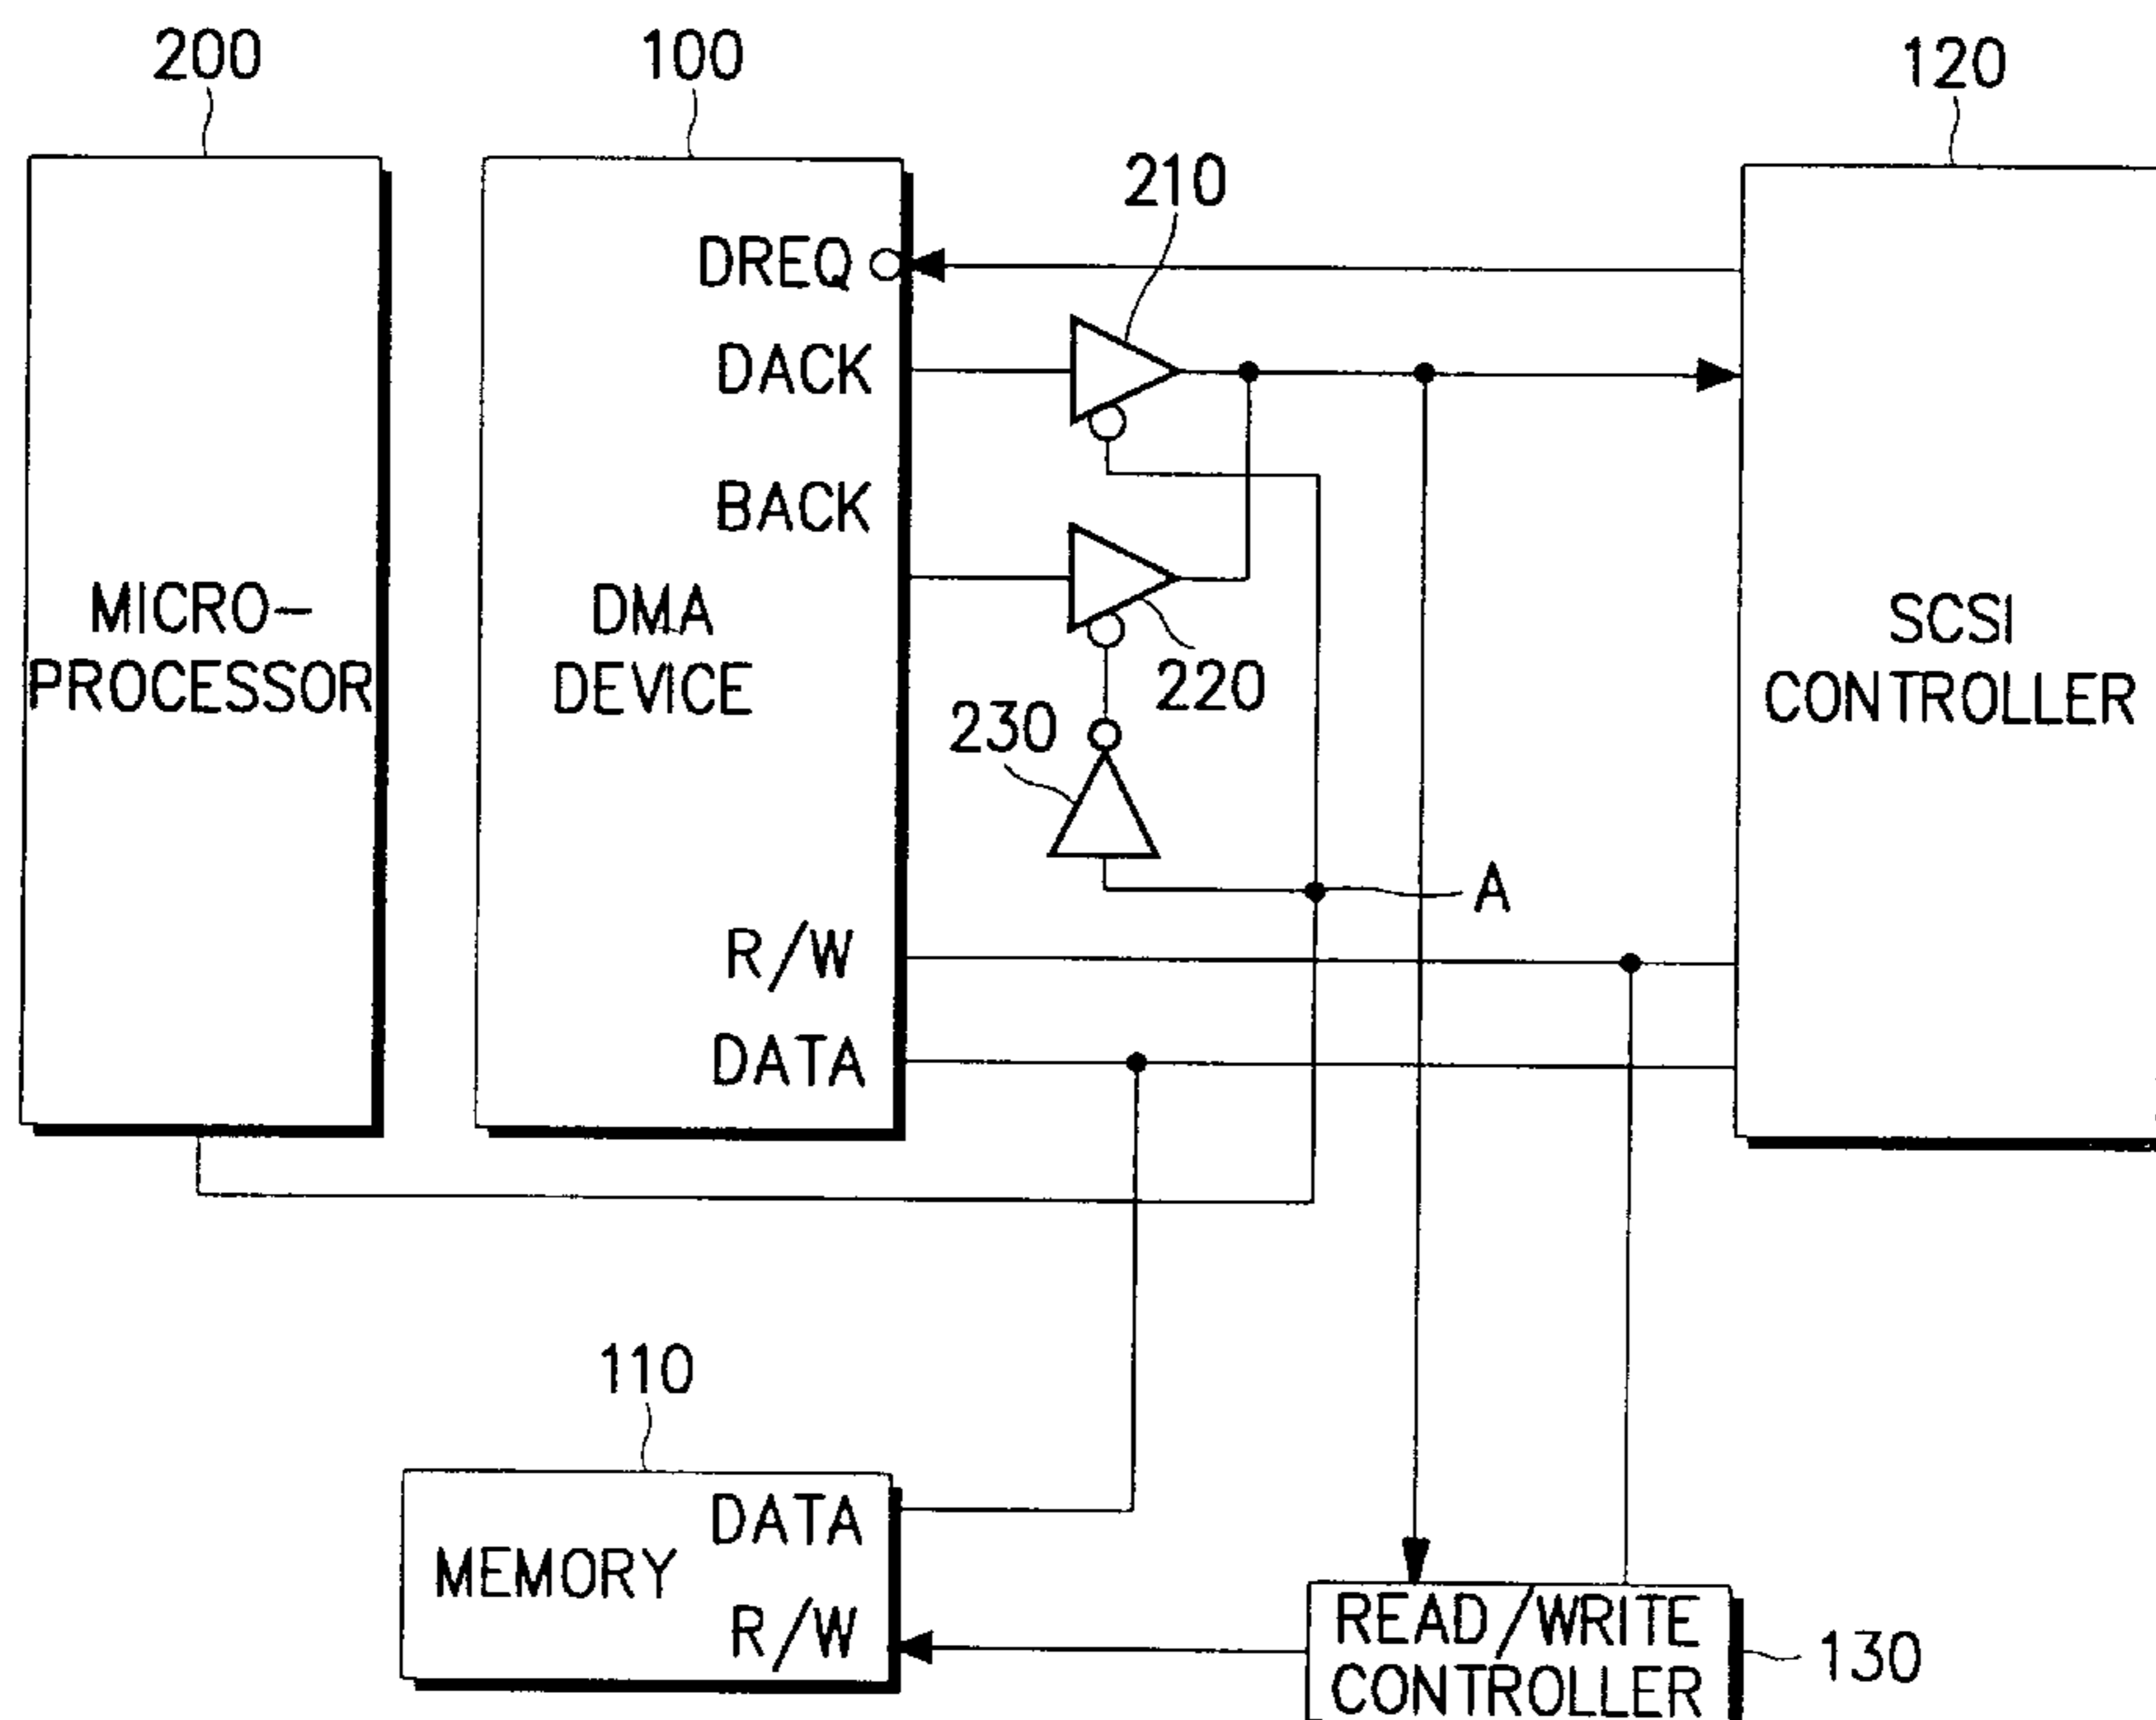 200
100
120
210
DREQ
DACK
BACK
MICRO-
PROCESSOR
DMA
DEVICE
220
230
SCSI
CONTROLLER
A
R/W
DATA
110
DATA
MEMORY
R/W
READ/WRITE
CONTROLLER
130